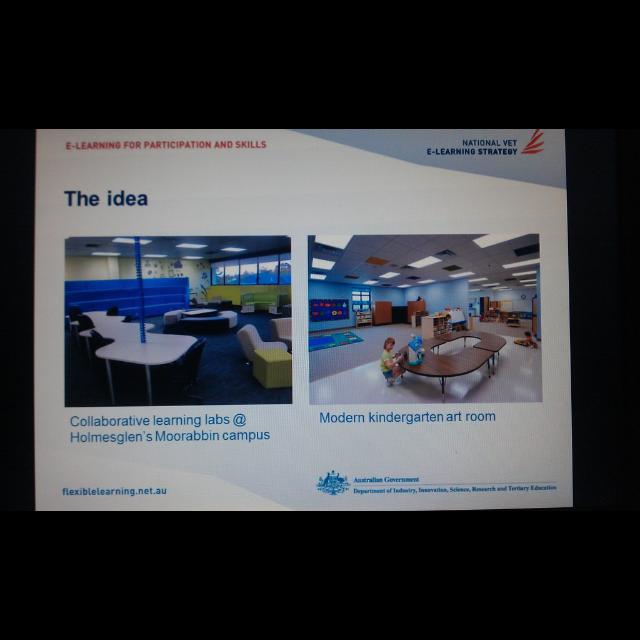 E-LEARNING FOR PARTICIPATION AND SKILLS
NATIONAL VET
E-LEARNING STRATEGY
The idea
Collaborative learning labs @
Holmesglen's Moorabbin campus
Modern kindergarten art room
flexiblelearning.net.au
Australian Government
Department of Industry, Innovation, Science, Research and Tertiary Education